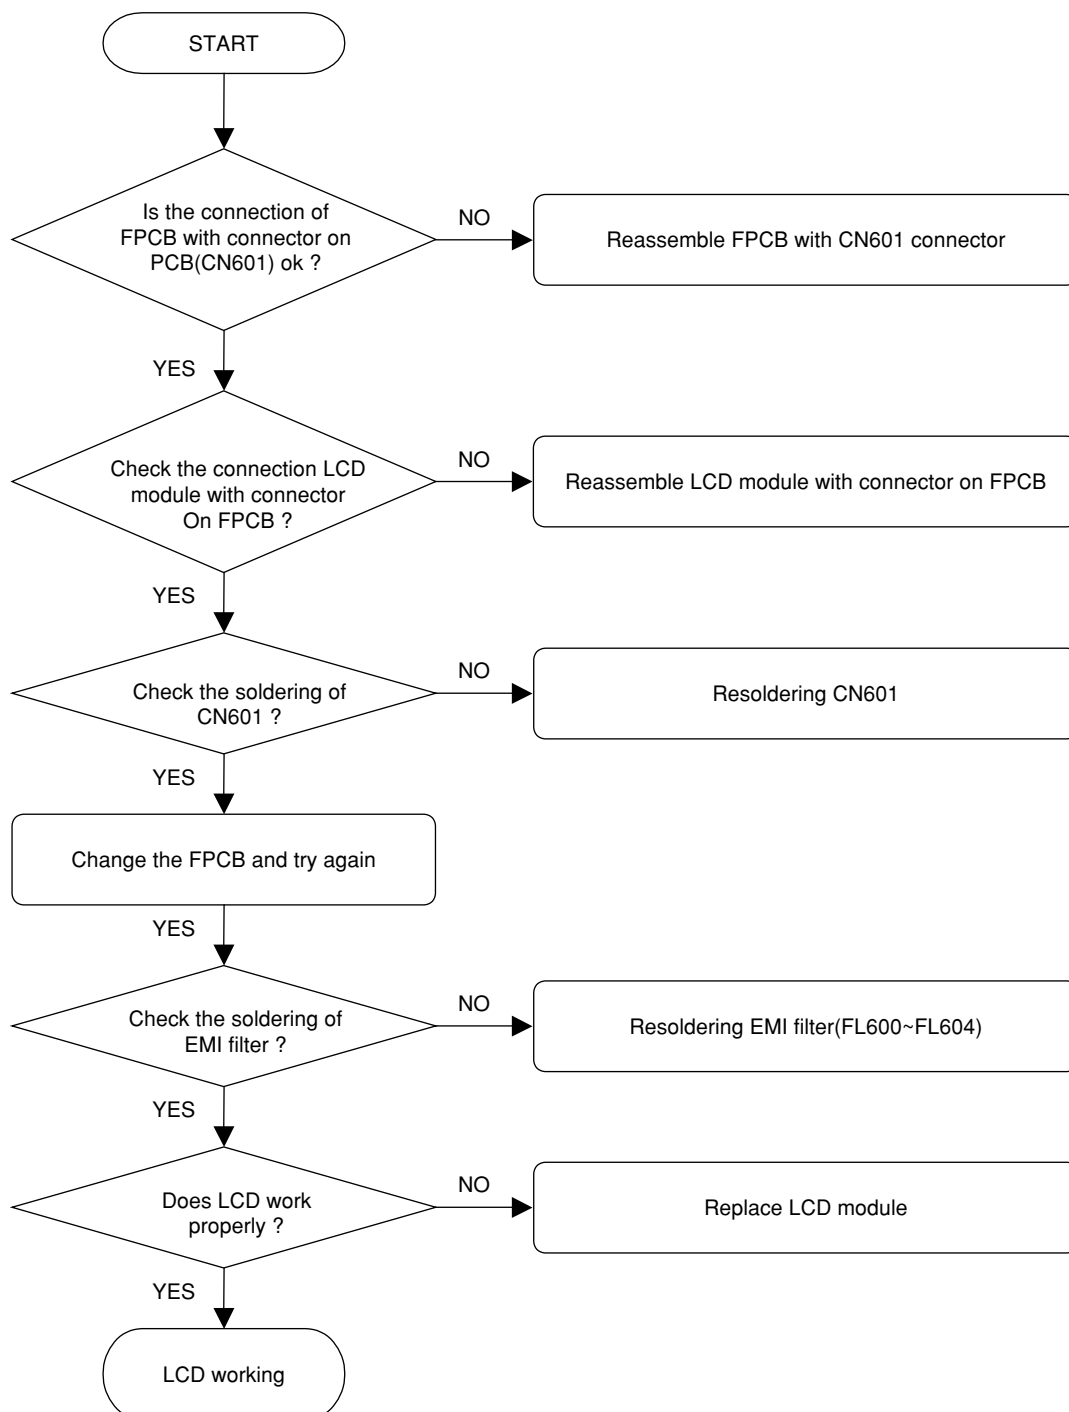 START
Is the connection of
FPCB with connector on
PCB(CN601) ok ?
NO
Reassemble FPCB with CN601 connector
YES
Check the connection LCD
module with connector
On FPCB ?
NO
Reassemble LCD module with connector on FPCB
YES
Check the soldering of
CN601 ?
NO
Resoldering CN601
YES
Change the FPCB and try again
YES
Check the soldering of
EMI filter ?
NO
Resoldering EMI filter(FL600~FL604)
YES
Does LCD work
properly ?
NO
Replace LCD module
YES
LCD working